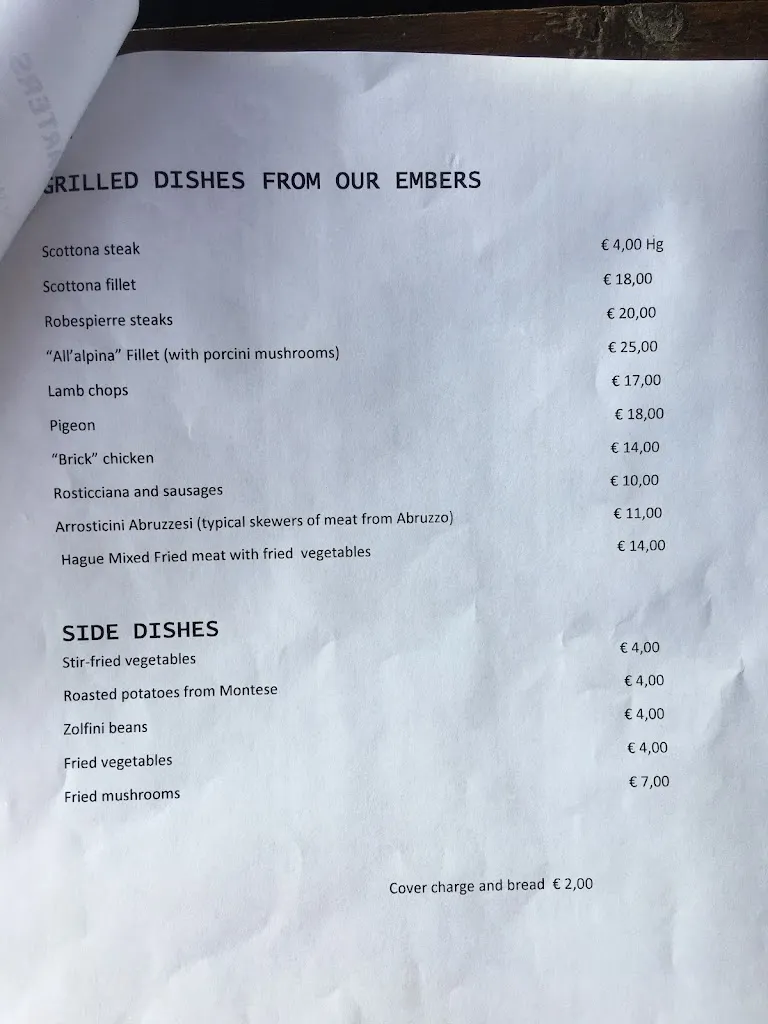 GRILLED DISHES FROM OUR EMBERS
Scottona steak € 4,00 Hg
Scottona fillet € 18,00
Robespierre steaks € 20,00
“All’alpina” Fillet (with porcini mushrooms) € 25,00
Lamb chops € 17,00
Pigeon € 18,00
“Brick” chicken € 14,00
Rosticciana and sausages € 10,00
Arrosticini Abruzzesi (typical skewers of meat from Abruzzo) € 11,00
Hague Mixed Fried meat with fried vegetables € 14,00
SIDE DISHES
Stir-fried vegetables € 4,00
Roasted potatoes from Montese € 4,00
Zolfini beans € 4,00
Fried vegetables € 4,00
Fried mushrooms € 7,00
Cover charge and bread € 2,00